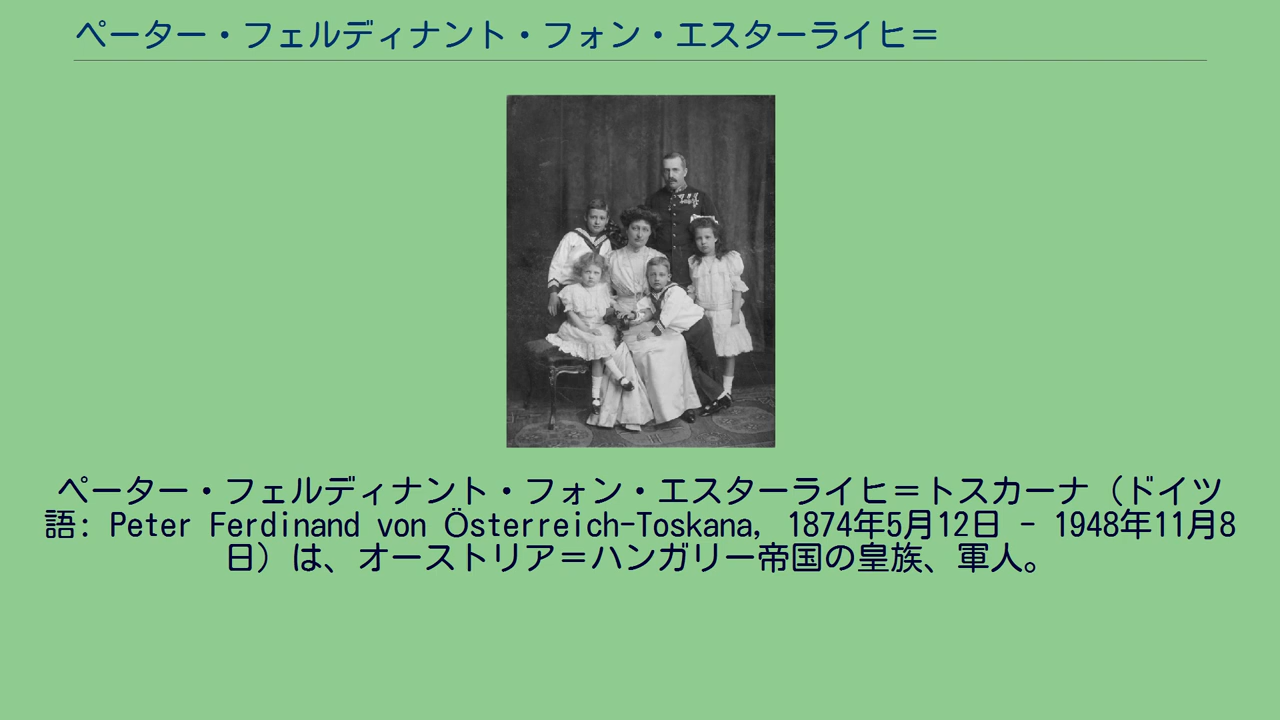 ペーター・フェルディナント・フォン・エスターライヒ＝
ペーター・フェルディナント・フォン・エスターライヒ＝トスカーナ（ドイツ
語: Peter Ferdinand von Österreich-Toskana, 1874年5月12日 - 1948年11月8
日）は、オーストリア＝ハンガリー帝国の皇族、軍人。